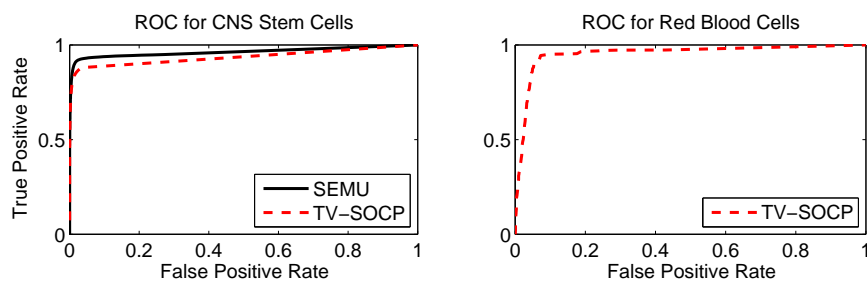 ROC for CNS Stem Cells
True Positive Rate
1
0.5
0
0 0.2 0.4 0.6 0.8 1
False Positive Rate
SEMU
TV−SOCP
ROC for Red Blood Cells
1
0.5
0
0 0.2 0.4 0.6 0.8 1
False Positive Rate
TV−SOCP